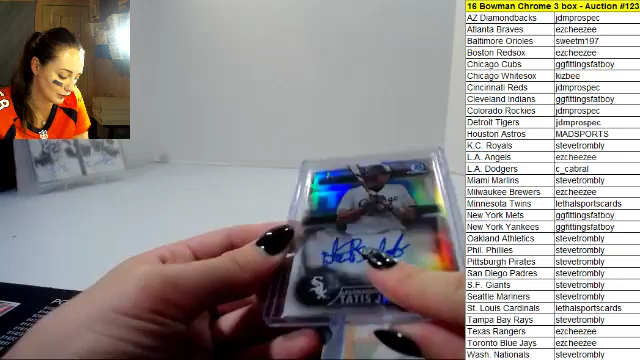 16 Bowman Chrome 3 box - Auction #123
AZ Diamondbacks jdmprospec
Atlanta Braves ezcheezee
Baltimore Orioles sweetm197
Boston Redsox ezcheezee
Chicago Cubs ggfittingsfatboy
Chicago Whitesox kizbee
Cincinnati Reds jdmprospec
Cleveland Indians ggfittingsfatboy
Colorado Rockies jdmprospec
Detroit Tigers jdmprospec
Houston Astros MADSPORTS
K.C. Royals stevetrombly
L.A. Angels ezcheezee
L.A. Dodgers c_cabral
Miami Marlins stevetrombly
Milwaukee Brewers ezcheezee
Minnesota Twins lethalsportscards
New York Mets ggfittingsfatboy
New York Yankees ggfittingsfatboy
Oakland Athletics stevetrombly
Phil. Phillies stevetrombly
Pittsburgh Pirates stevetrombly
San Diego Padres stevetrombly
S.F. Giants stevetrombly
Seattle Mariners stevetrombly
St. Louis Cardinals lethalsportscards
Tampa Bay Rays stevetrombly
Texas Rangers ezcheezee
Toronto Blue Jays ezcheezee
Wash. Nationals stevetrombly
TATIS J